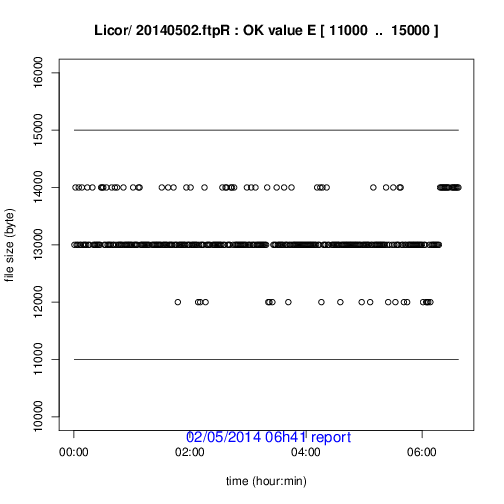 Licor/ 20140502.ftpR : OK value E [ 11000 .. 15000 ]
file size (byte)
16000
15000
14000
13000
12000
11000
10000
02/05/2014 06h41 report
00:00 02:00 04:00 06:00
time (hour:min)